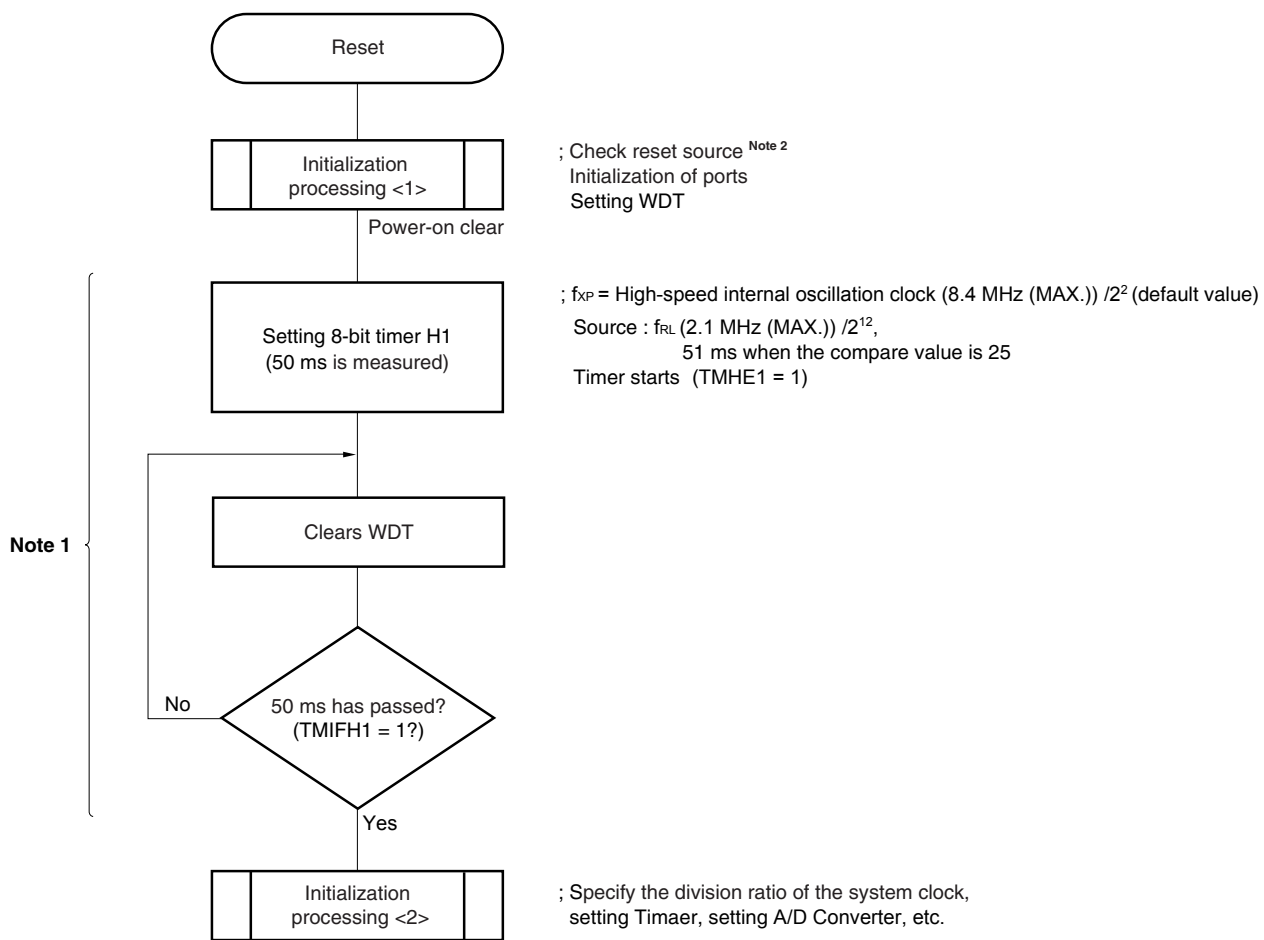 Reset
Initialization
processing <1>
; Check reset source Note 2
Initialization of ports
Setting WDT
Power-on clear
Setting 8-bit timer H1
(50 ms is measured)
; fXP = High-speed internal oscillation clock (8.4 MHz (MAX.)) /2² (default value)
Source : fRL (2.1 MHz (MAX.)) /2¹²,
51 ms when the compare value is 25
Timer starts (TMHE1 = 1)
Note 1
Clears WDT
No
50 ms has passed?
(TMIFH1 = 1?)
Yes
Initialization
processing <2>
; Specify the division ratio of the system clock,
setting Timaer, setting A/D Converter, etc.